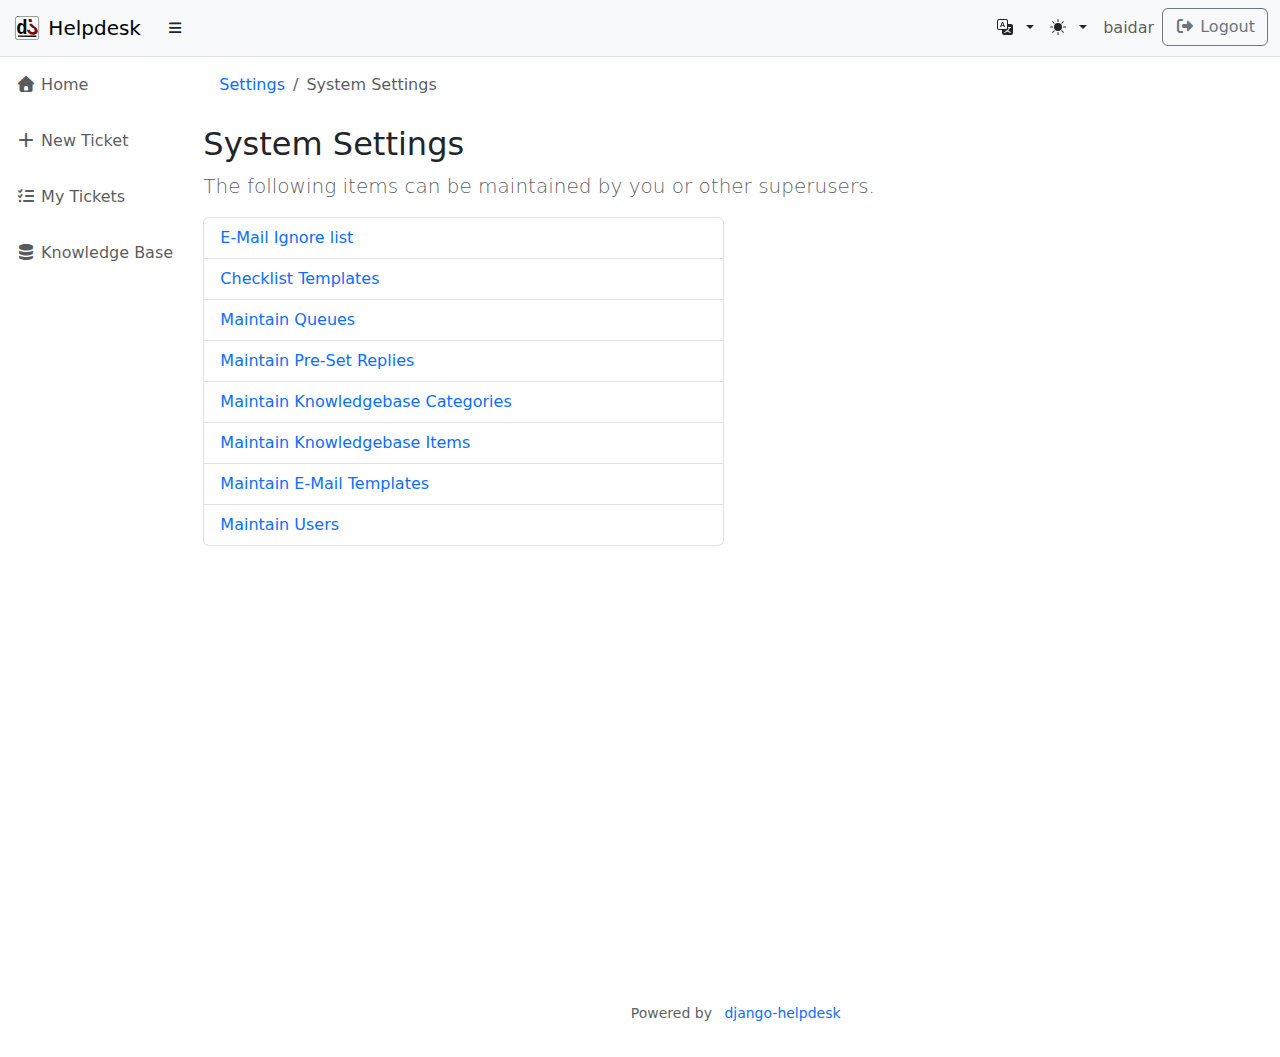 Helpdesk
baidar
Logout
Home
New Ticket
My Tickets
Knowledge Base
Settings / System Settings
System Settings
The following items can be maintained by you or other superusers.
E-Mail Ignore list
Checklist Templates
Maintain Queues
Maintain Pre-Set Replies
Maintain Knowledgebase Categories
Maintain Knowledgebase Items
Maintain E-Mail Templates
Maintain Users
Powered by django-helpdesk